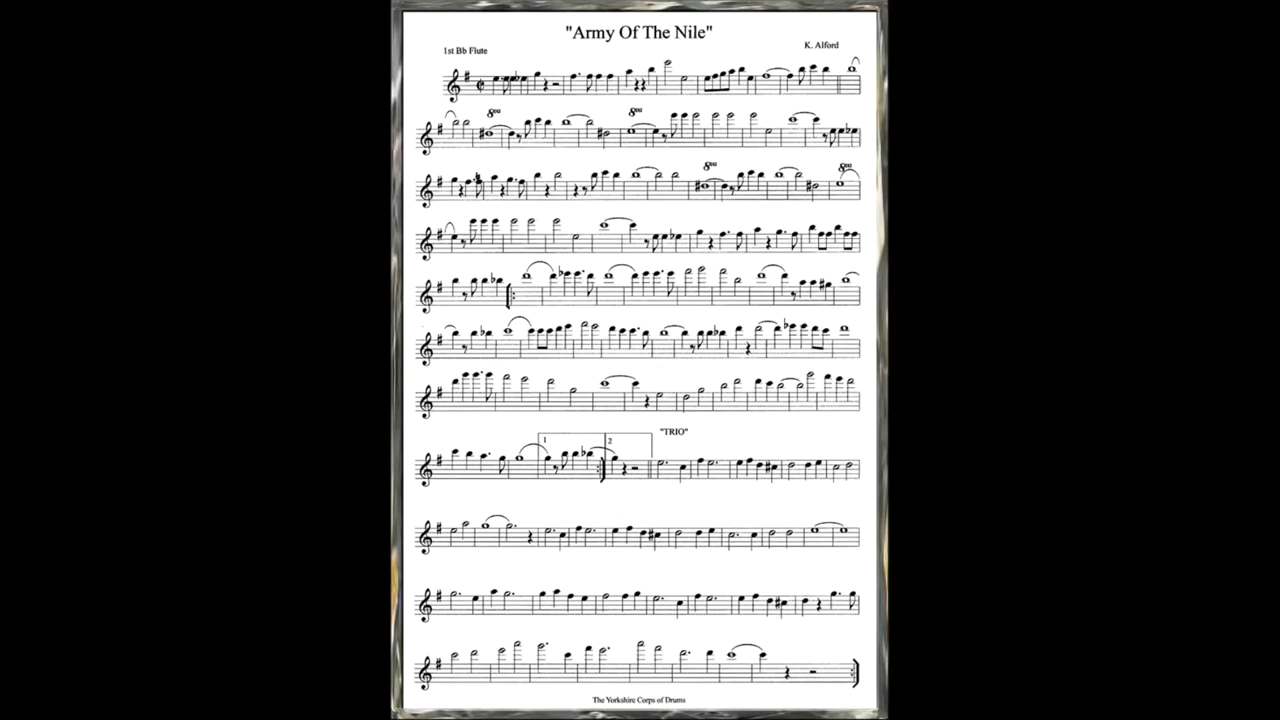 "Army Of The Nile"
1st Bb Flute
K. Alford
8va
8va
8va
8va
1
2
"TRIO"
The Yorkshire Corps of Drums